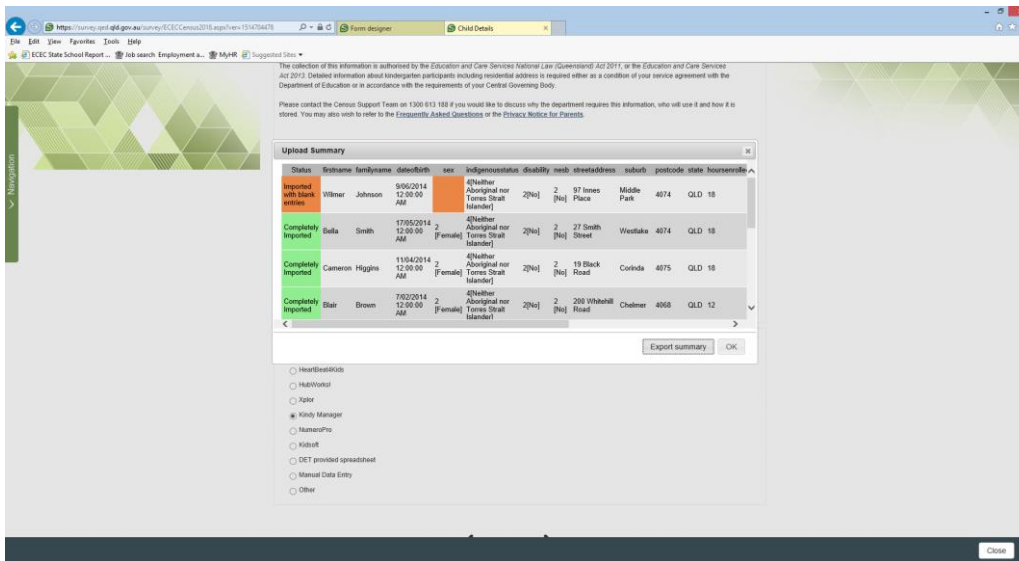 https://survey.qed.qld.gov.au/survey/ECECCensus2018.aspx?ver=1514784478
Form designer
Child Details
File Edit View Favorites Tools Help
ECEC State School Report ... Job search Employment a... MyHR Suggested Sites
The collection of this information is authorised by the Education and Care Services National Law (Queensland) Act 2011, or the Education and Care Services
Act 2013. Detailed information about kindergarten participants including residential address is required either as a condition of your service agreement with the
Department of Education or in accordance with the requirements of your Central Governing Body.
Please contact the Census Support Team on 1300 613 188 if you would like to discuss why the department requires this information, who will use it and how it is
stored. You may also wish to refer to the Frequently Asked Questions or the Privacy Notice for Parents.
Navigation
Upload Summary
Status firstname familyname dateofbirth sex indigenousstatus disability nesb streetaddress suburb postcode state hoursenrolle
Imported with blank entries Wilmer Johnson 9/06/2014 12:00:00 AM 4[Neither Aboriginal nor Torres Strait Islander] 2[No] 2 [No] 97 Innes Place Middle Park 4074 QLD 18
Completely Imported Bella Smith 17/05/2014 12:00:00 AM 2 [Female] 4[Neither Aboriginal nor Torres Strait Islander] 2[No] 2 [No] 27 Smith Street Westlake 4074 QLD 18
Completely Imported Cameron Higgins 11/04/2014 12:00:00 AM 2 [Female] 4[Neither Aboriginal nor Torres Strait Islander] 2[No] 2 [No] 19 Black Road Corinda 4075 QLD 18
Completely Imported Blair Brown 7/02/2014 12:00:00 AM 2 [Female] 4[Neither Aboriginal nor Torres Strait Islander] 2[No] 2 [No] 200 Whitehill Road Chelmer 4068 QLD 12
Export summary OK
HeartBeat4Kids
HubWorks!
Xplor
Kindy Manager
NumeroPro
Kidsoft
DET provided spreadsheet
Manual Data Entry
Other
Close